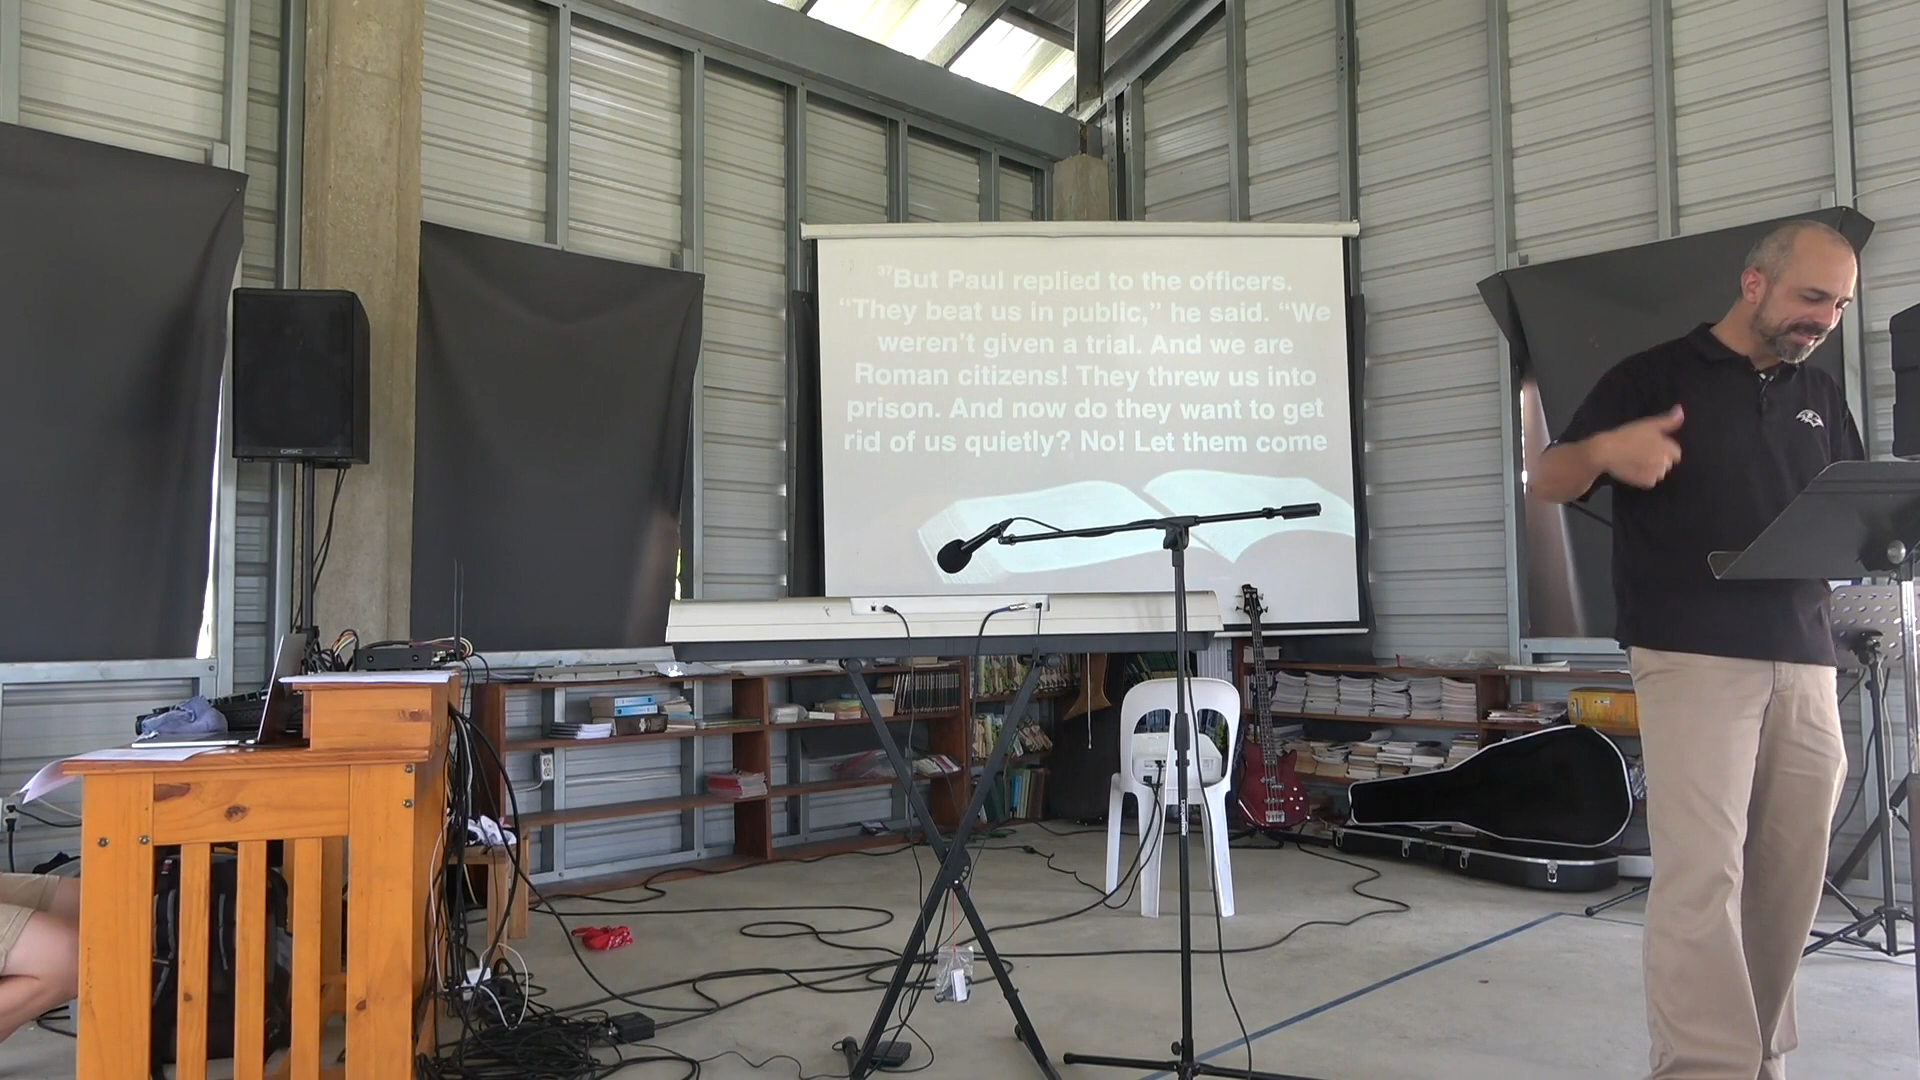 ³⁷But Paul replied to the officers.
“They beat us in public,” he said. “We
weren’t given a trial. And we are
Roman citizens! They threw us into
prison. And now do they want to get
rid of us quietly? No! Let them come
QSC